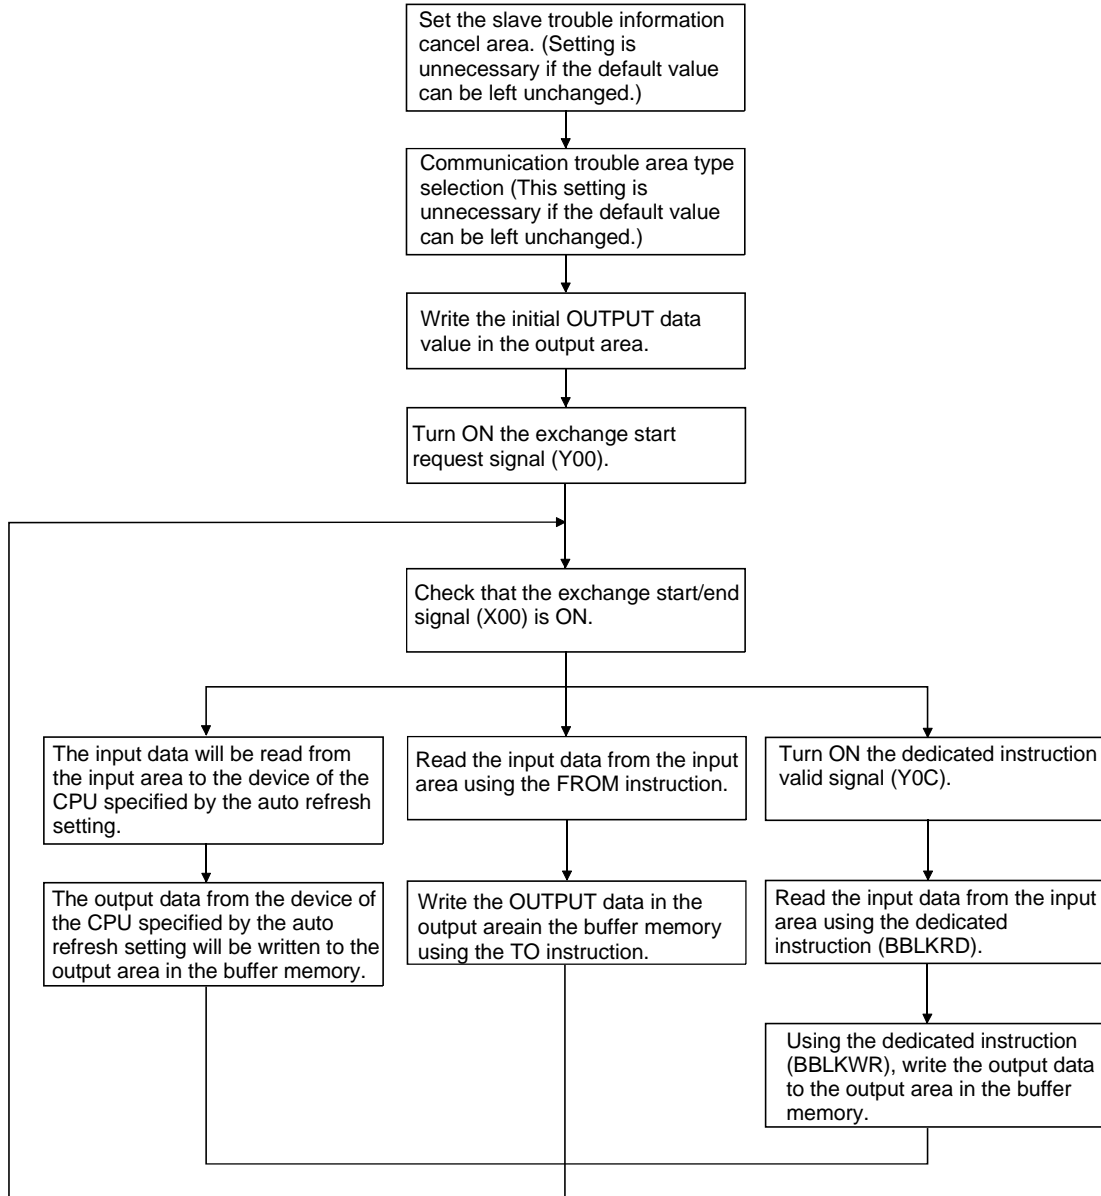 Set the slave trouble information
cancel area. (Setting is
unnecessary if the default value
can be left unchanged.)
Communication trouble area type
selection (This setting is
unnecessary if the default value
can be left unchanged.)
Write the initial OUTPUT data
value in the output area.
Turn ON the exchange start
request signal (Y00).
Check that the exchange start/end
signal (X00) is ON.
The input data will be read from
the input area to the device of the
CPU specified by the auto refresh
setting.
The output data from the device of
the CPU specified by the auto
refresh setting will be written to the
output area in the buffer memory.
Read the input data from the input
area using the FROM instruction.
Write the OUTPUT data in the
output areain the buffer memory
using the TO instruction.
Turn ON the dedicated instruction
valid signal (Y0C).
Read the input data from the input
area using the dedicated
instruction (BBLKRD).
Using the dedicated instruction
(BBLKWR), write the output data
to the output area in the buffer
memory.